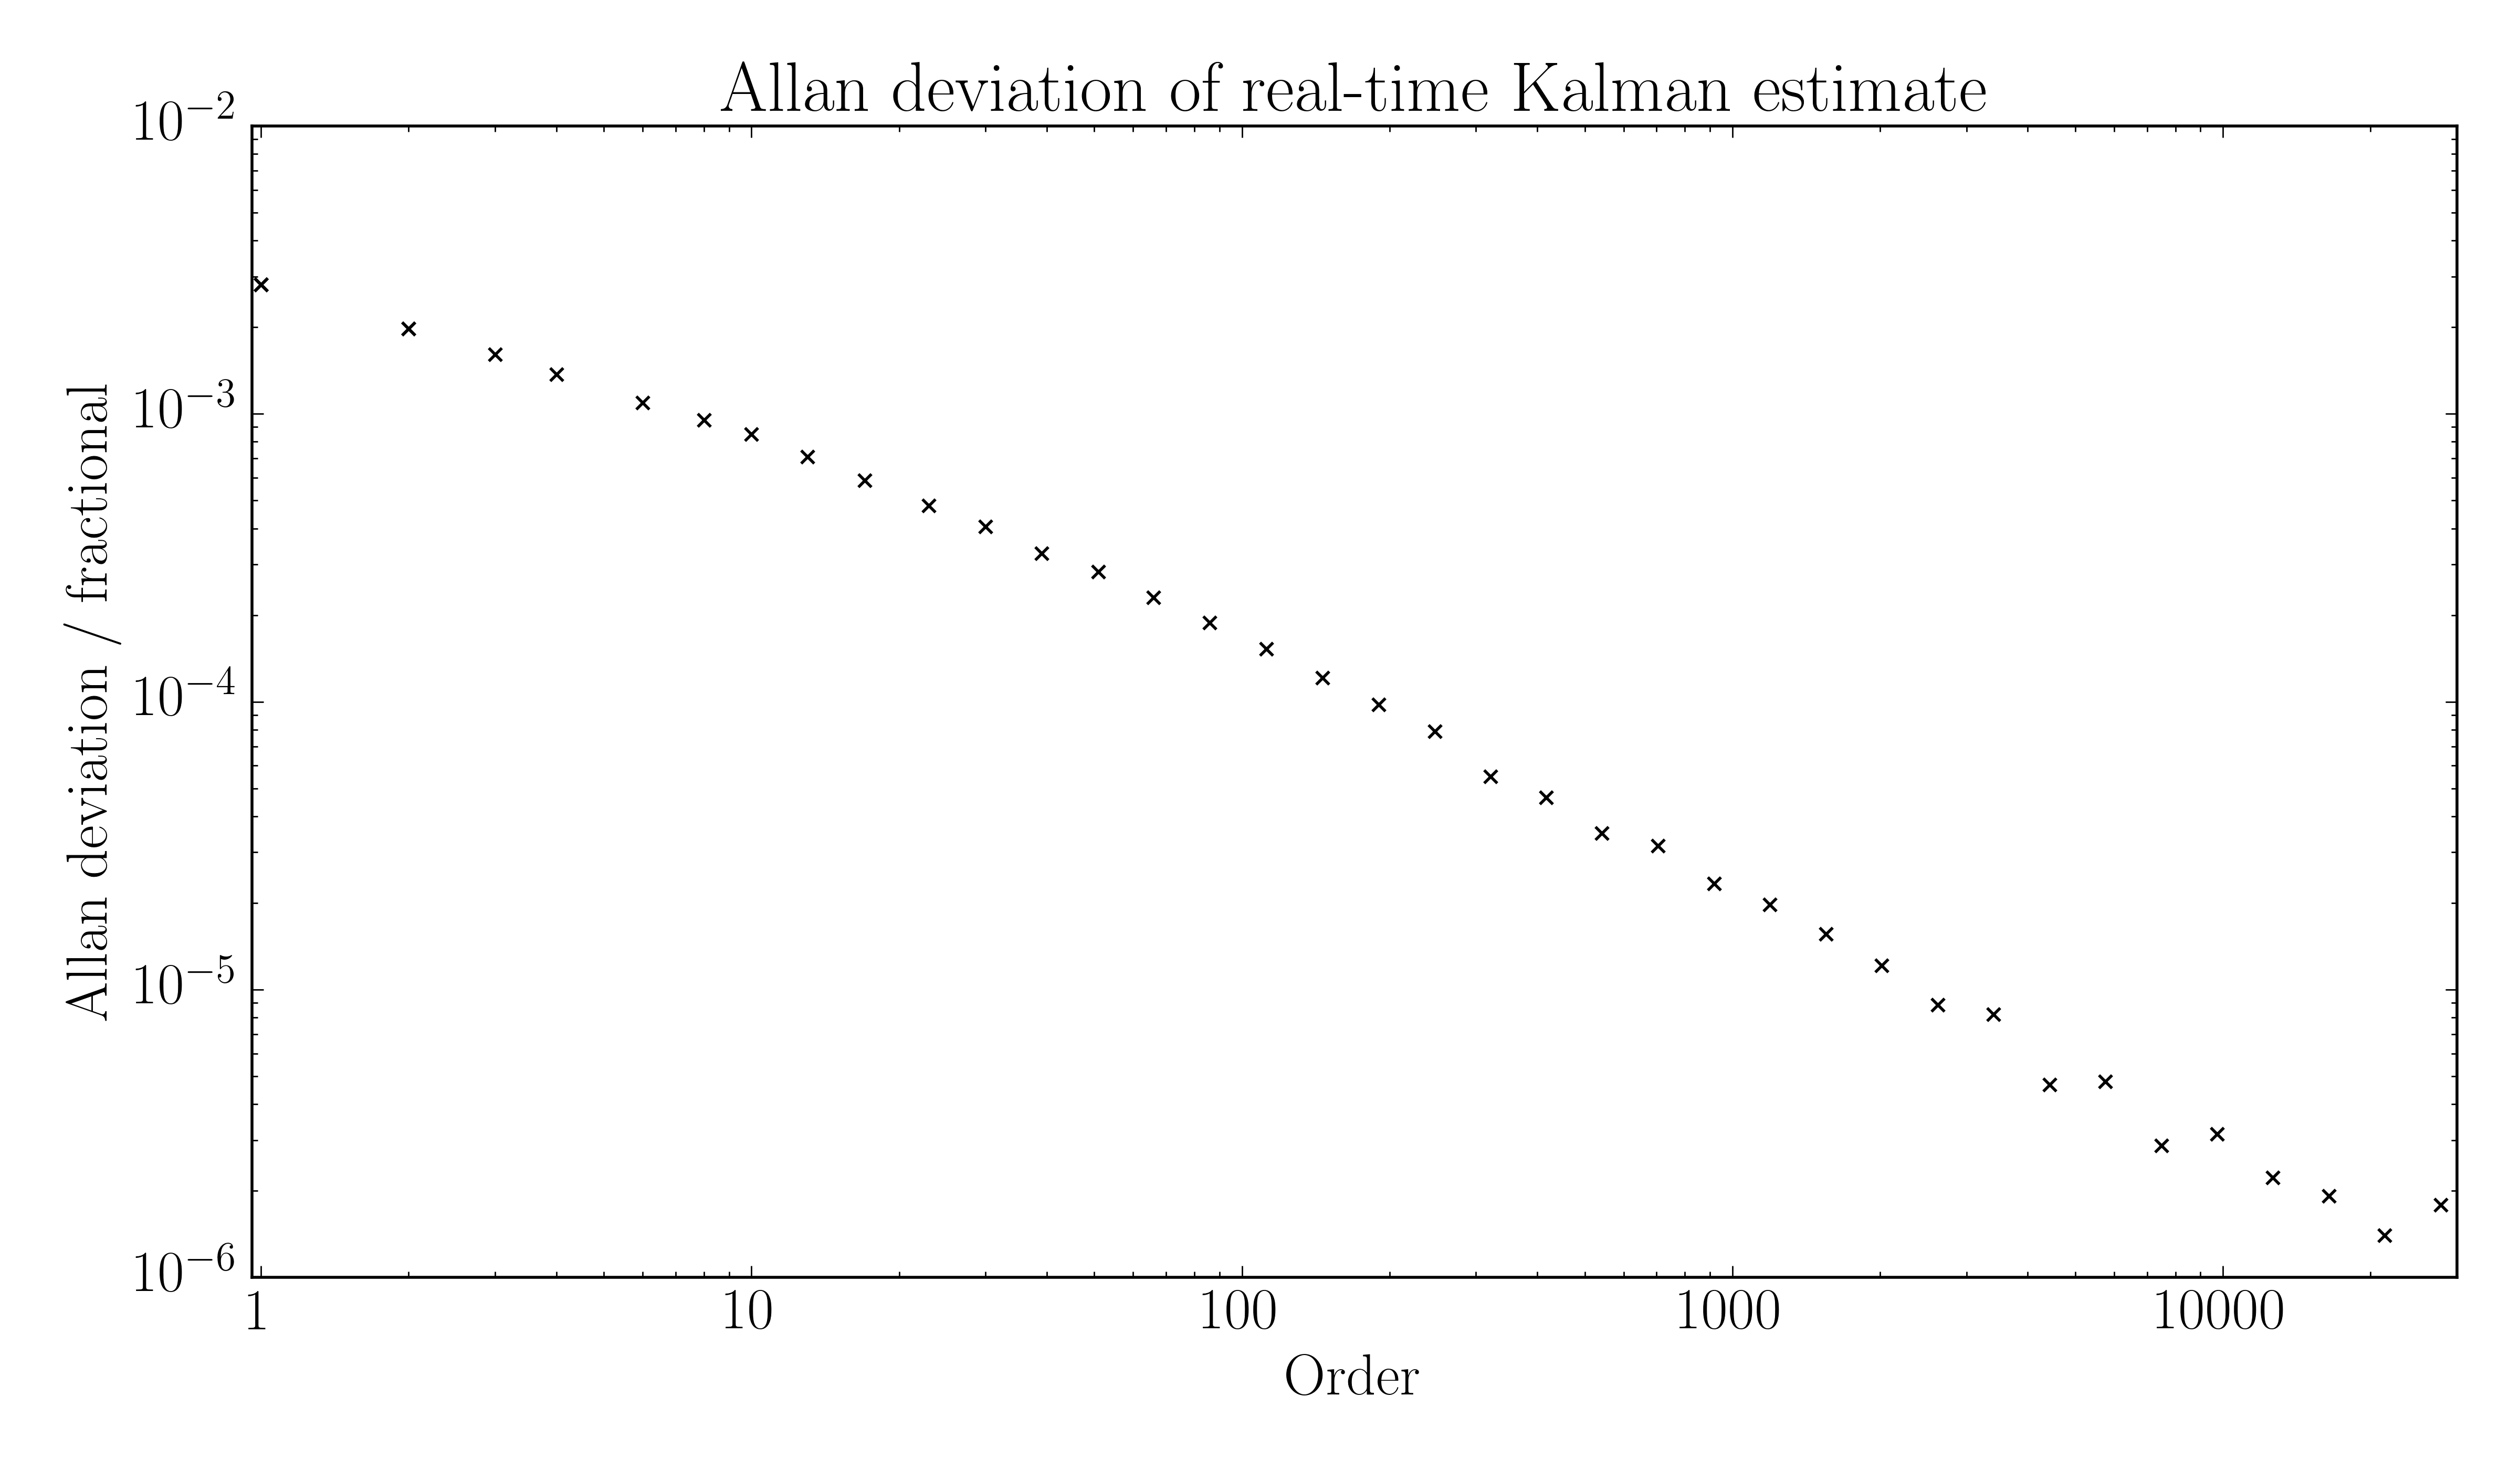 Allan deviation of real-time Kalman estimate
Allan deviation / fractional
10−2
10−3
10−4
10−5
10−6
1 10 100 1000 10000
Order